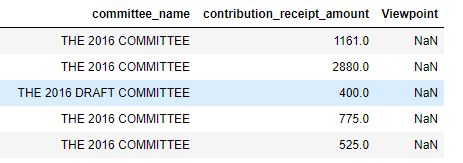 committee_name contribution_receipt_amount Viewpoint
THE 2016 COMMITTEE 1161.0 NaN
THE 2016 COMMITTEE 2880.0 NaN
THE 2016 DRAFT COMMITTEE 400.0 NaN
THE 2016 COMMITTEE 775.0 NaN
THE 2016 COMMITTEE 525.0 NaN